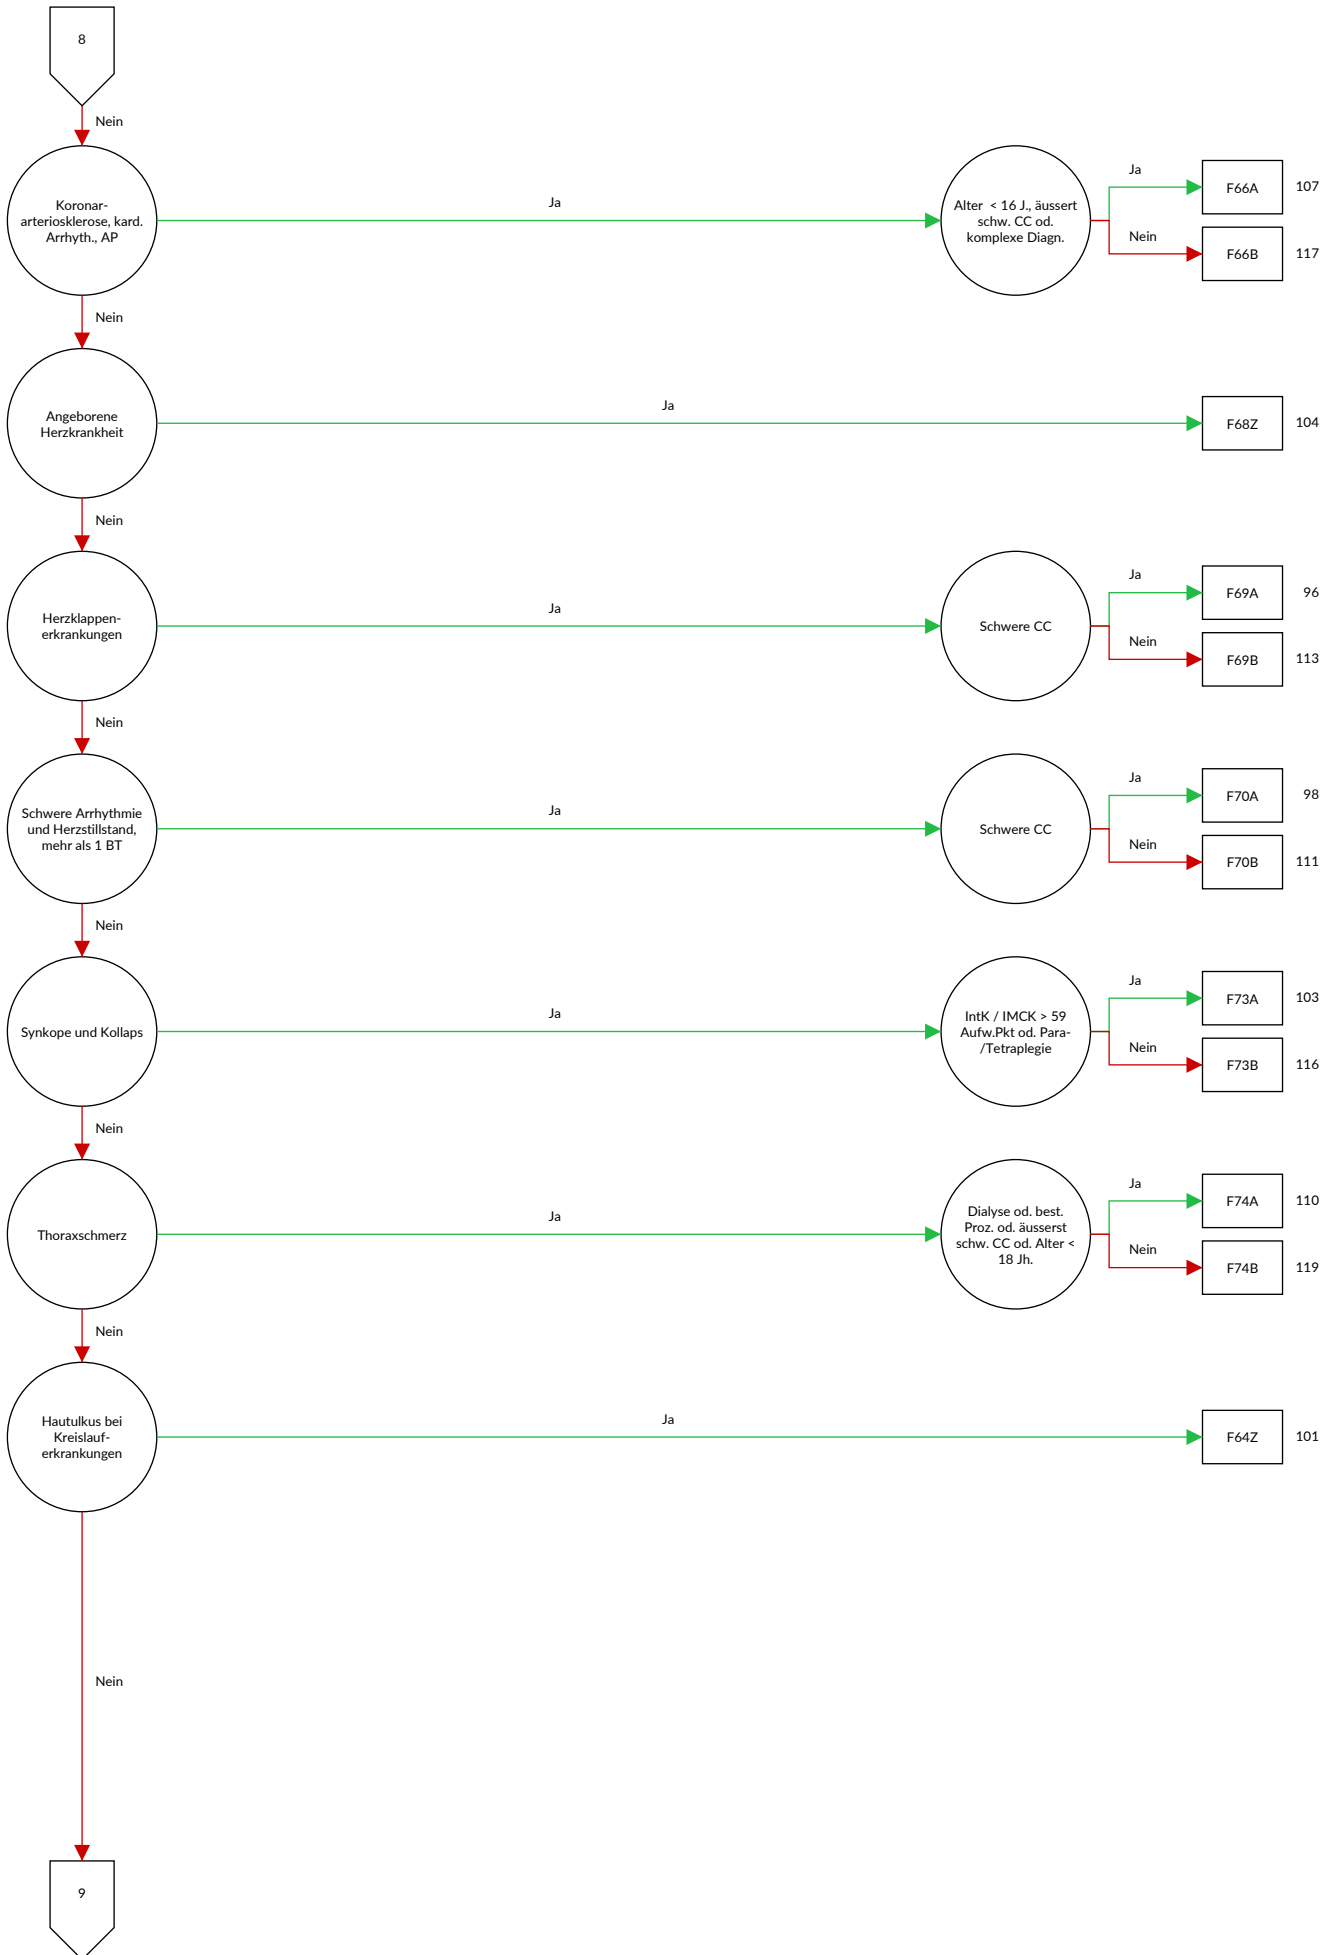 8
Nein
Koronar-
arteriosklerose, kard.
Arrhyth., AP
Ja
Alter < 16 J., äussert
schw. CC od.
komplexe Diagn.
Ja
F66A
107
Nein
F66B
117
Nein
Angeborene
Herzkrankheit
Ja
F68Z
104
Nein
Herzklappen-
erkrankungen
Ja
Schwere CC
Ja
F69A
96
Nein
F69B
113
Nein
Schwere Arrhythmie
und Herzstillstand,
mehr als 1 BT
Ja
Schwere CC
Ja
F70A
98
Nein
F70B
111
Nein
Synkope und Kollaps
Ja
IntK / IMCK > 59
Aufw.Pkt od. Para-
/Tetraplegie
Ja
F73A
103
Nein
F73B
116
Nein
Thoraxschmerz
Ja
Dialyse od. best.
Proz. od. äusserst
schw. CC od. Alter <
18 Jh.
Ja
F74A
110
Nein
F74B
119
Nein
Hautulkus bei
Kreislauf-
erkrankungen
Ja
F64Z
101
Nein
9